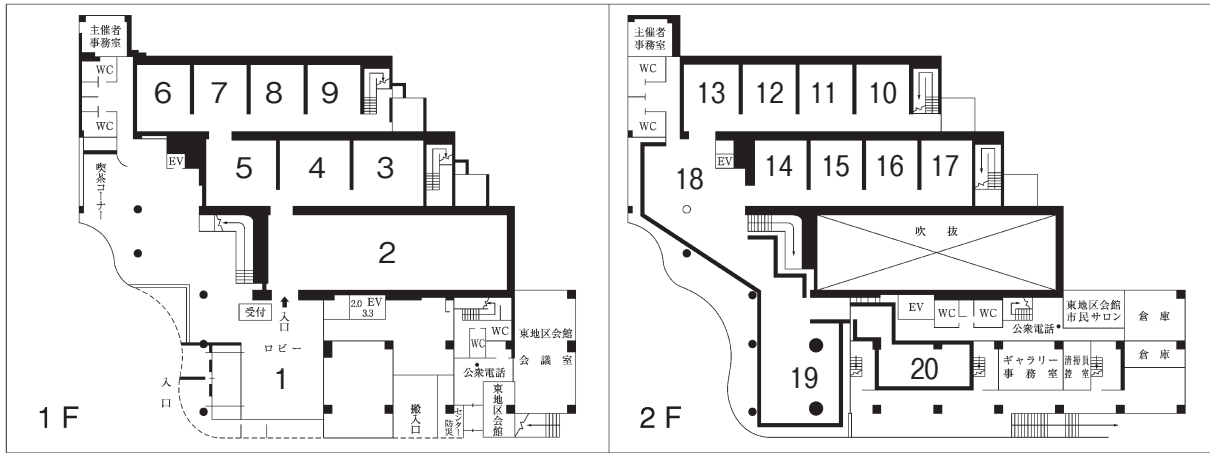 主催者
事務室
WC
WC
6
7
8
9
EV
5
4
3
喫茶コーナー
2
受付
入口
ロビー
1
入口
2.0 EV
3.3
WC
WC
公衆電話
東地区会館
会議室
搬入口
防災
センター
東地区会館
1F
主催者
事務室
WC
WC
13
12
11
10
EV
14
15
16
17
18
吹抜
EV
WC
WC
公衆電話
東地区会館
市民サロン
倉庫
倉庫
19
20
ギャラリー
事務室
清掃員
控室
2F